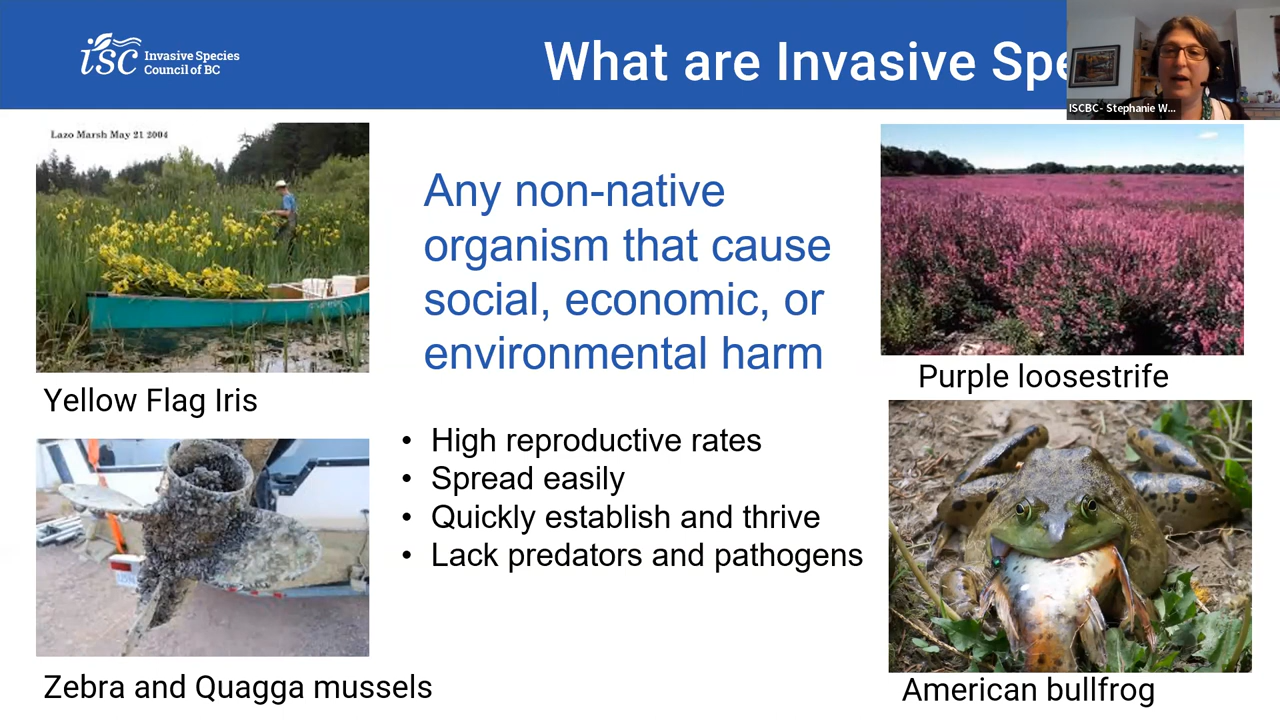 isc
Invasive Species
Council of BC
What are Invasive Spe
ISCBC- Stephanie W...
Lazo Marsh May 21 2004
Yellow Flag Iris
Any non-native
organism that cause
social, economic, or
environmental harm
• High reproductive rates
• Spread easily
• Quickly establish and thrive
• Lack predators and pathogens
Purple loosestrife
Zebra and Quagga mussels
American bullfrog